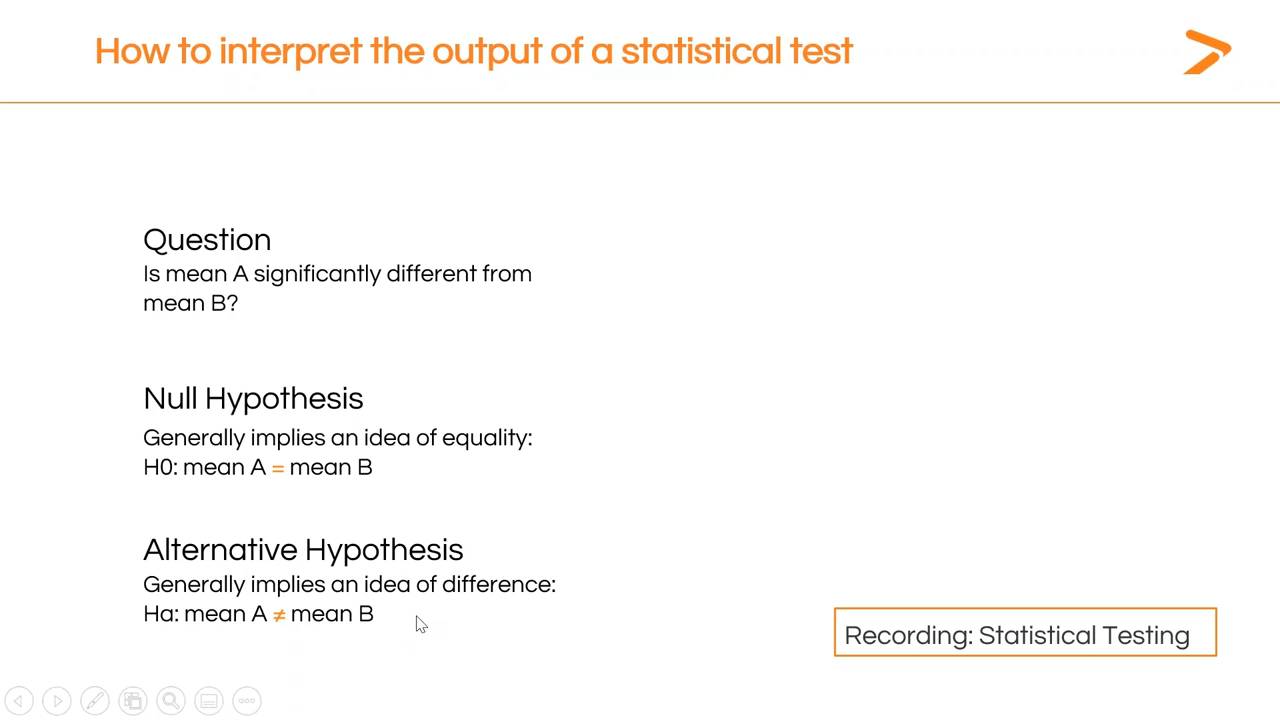 How to interpret the output of a statistical test
Question
Is mean A significantly different from
mean B?
Null Hypothesis
Generally implies an idea of equality:
H0: mean A = mean B
Alternative Hypothesis
Generally implies an idea of difference:
Ha: mean A ≠ mean B
Recording: Statistical Testing